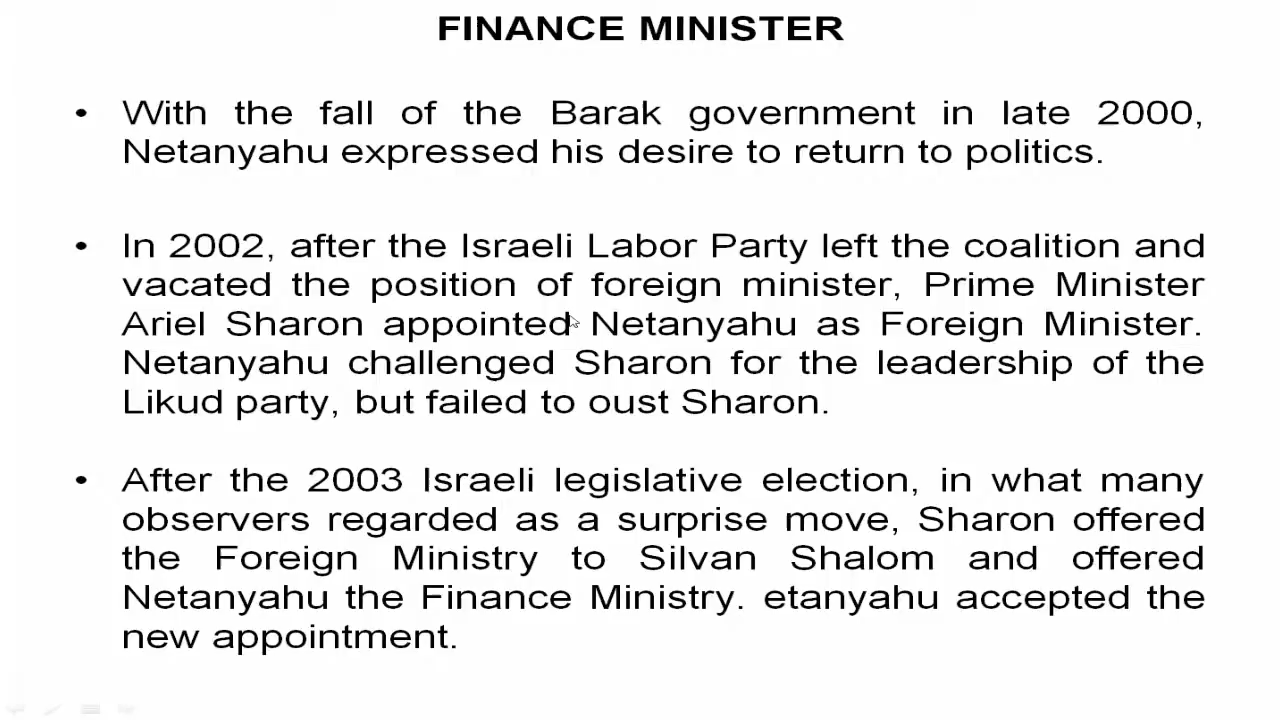 FINANCE MINISTER
• With the fall of the Barak government in late 2000,
Netanyahu expressed his desire to return to politics.
• In 2002, after the Israeli Labor Party left the coalition and
vacated the position of foreign minister, Prime Minister
Ariel Sharon appointed Netanyahu as Foreign Minister.
Netanyahu challenged Sharon for the leadership of the
Likud party, but failed to oust Sharon.
• After the 2003 Israeli legislative election, in what many
observers regarded as a surprise move, Sharon offered
the Foreign Ministry to Silvan Shalom and offered
Netanyahu the Finance Ministry. etanyahu accepted the
new appointment.